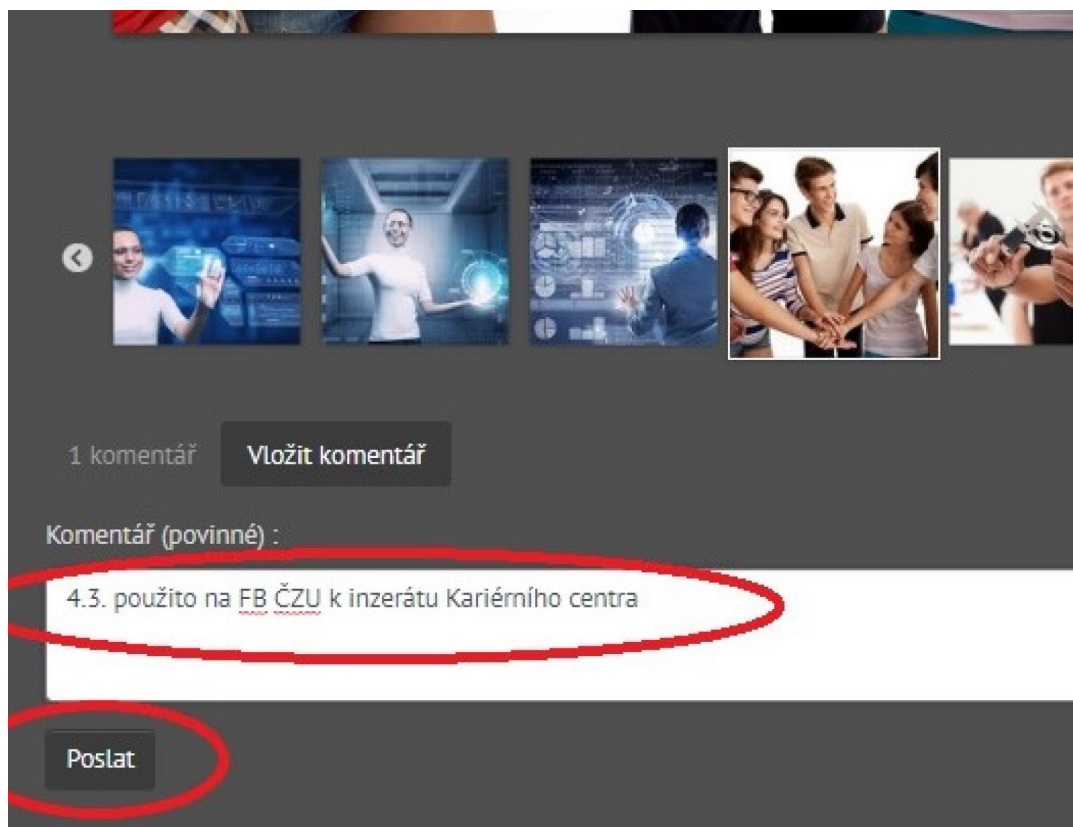 1 komentář
Vložit komentář
Komentář (povinné) :
4.3. použito na FB ČZU k inzerátu Kariérního centra
Poslat